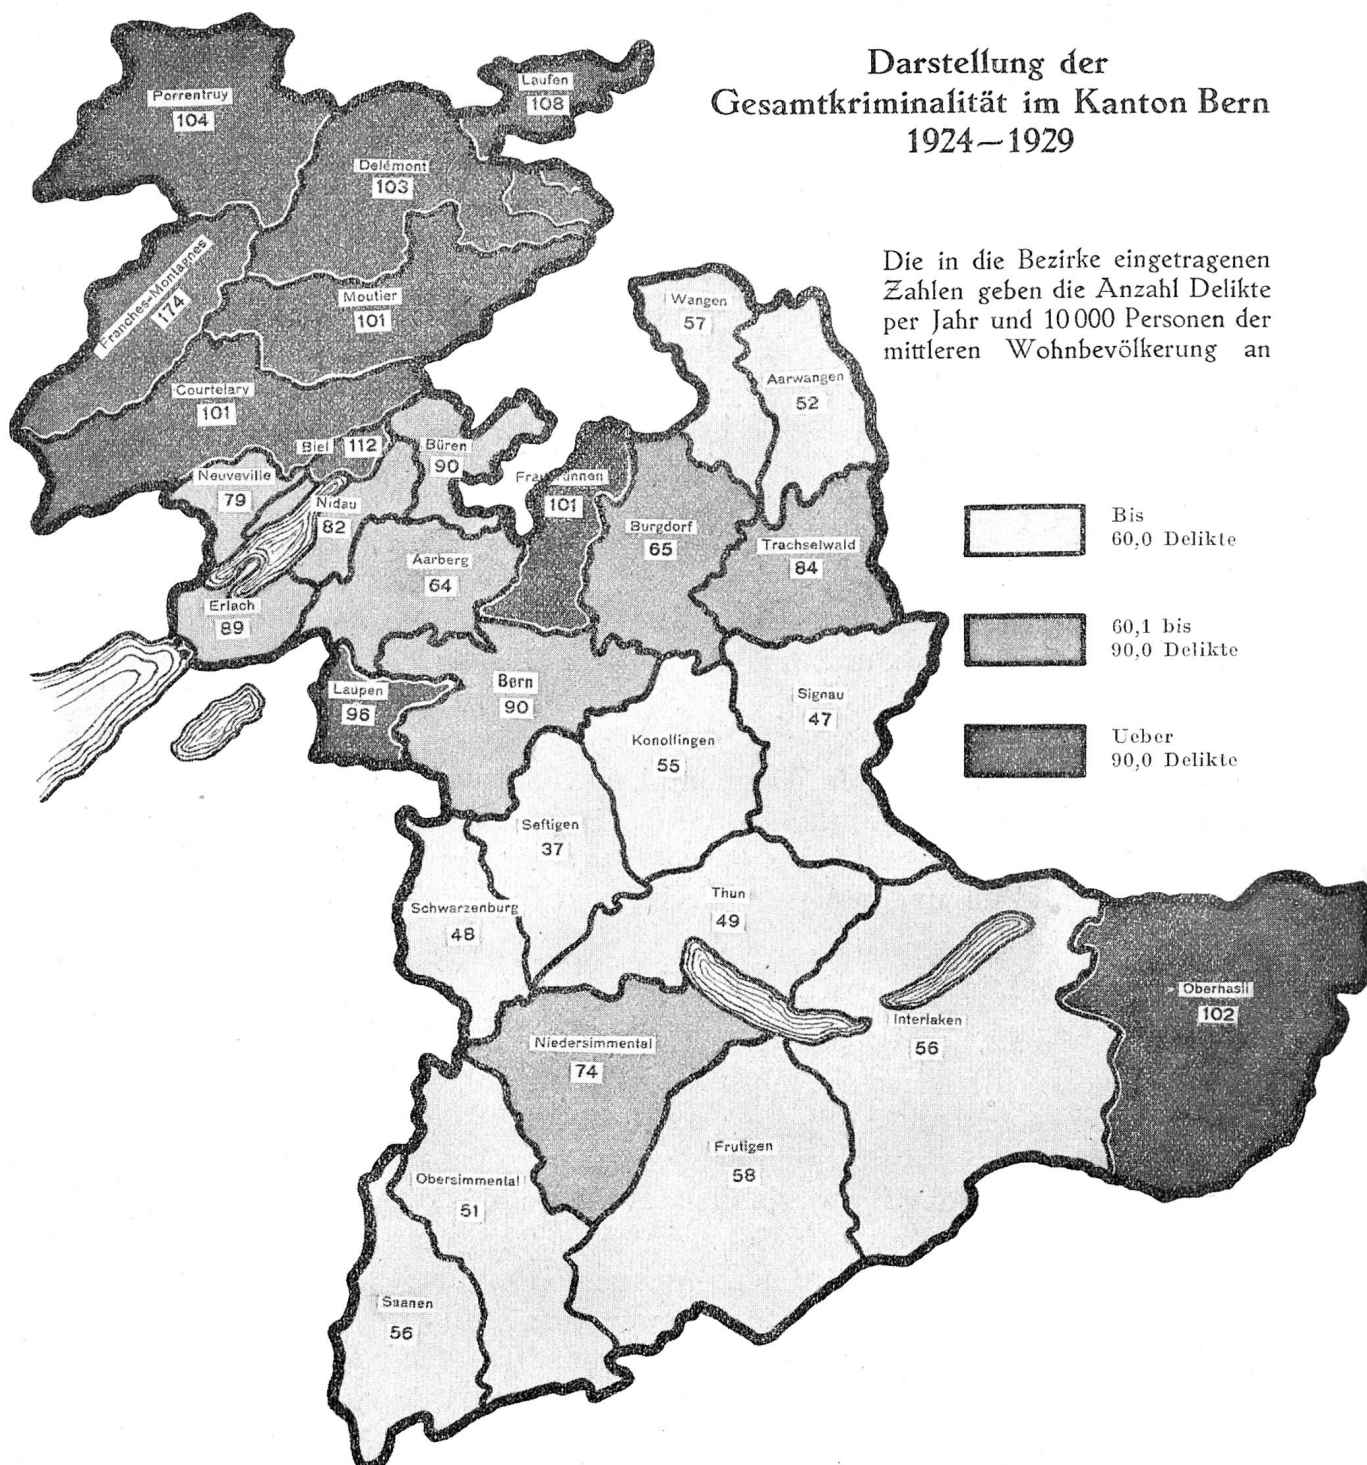 Darstellung der
Gesamtkriminalität im Kanton Bern
1924—1929
Die in die Bezirke eingetragenen
Zahlen geben die Anzahl Delikte
per Jahr und 10 000 Personen der
mittleren Wohnbevölkerung an
Laufen
108
Porrentruy
104
Delémont
103
Franches-Montagnes
174
Moutier
101
Courtelary
101
Wangen
57
Aarwangen
52
Biel 112
Büren
90
Neuveville
79
Nidau
82
Fraubrunnen
101
Burgdorf
65
Trachselwald
84
Aarberg
64
Erlach
89
Laupen
96
Bern
90
Signau
47
Konolfingen
55
Seftigen
37
Schwarzenburg
48
Thun
49
Oberhasli
102
Interlaken
56
Niedersimmental
74
Frutigen
58
Obersimmental
51
Saanen
56
Bis
60,0 Delikte
60,1 bis
90,0 Delikte
Ueber
90,0 Delikte